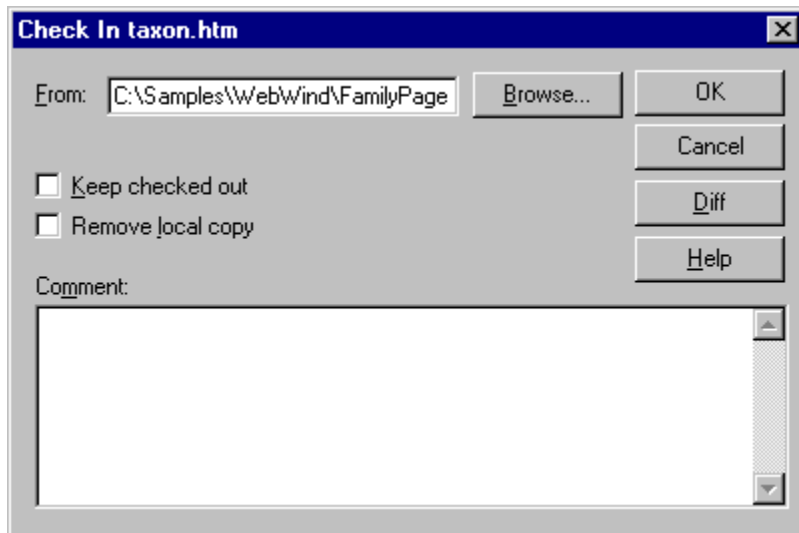 Check In taxon.htm
From: C:\Samples\WebWind\FamilyPage Browse... OK
Cancel
Keep checked out
Diff
Remove local copy
Help
Comment: